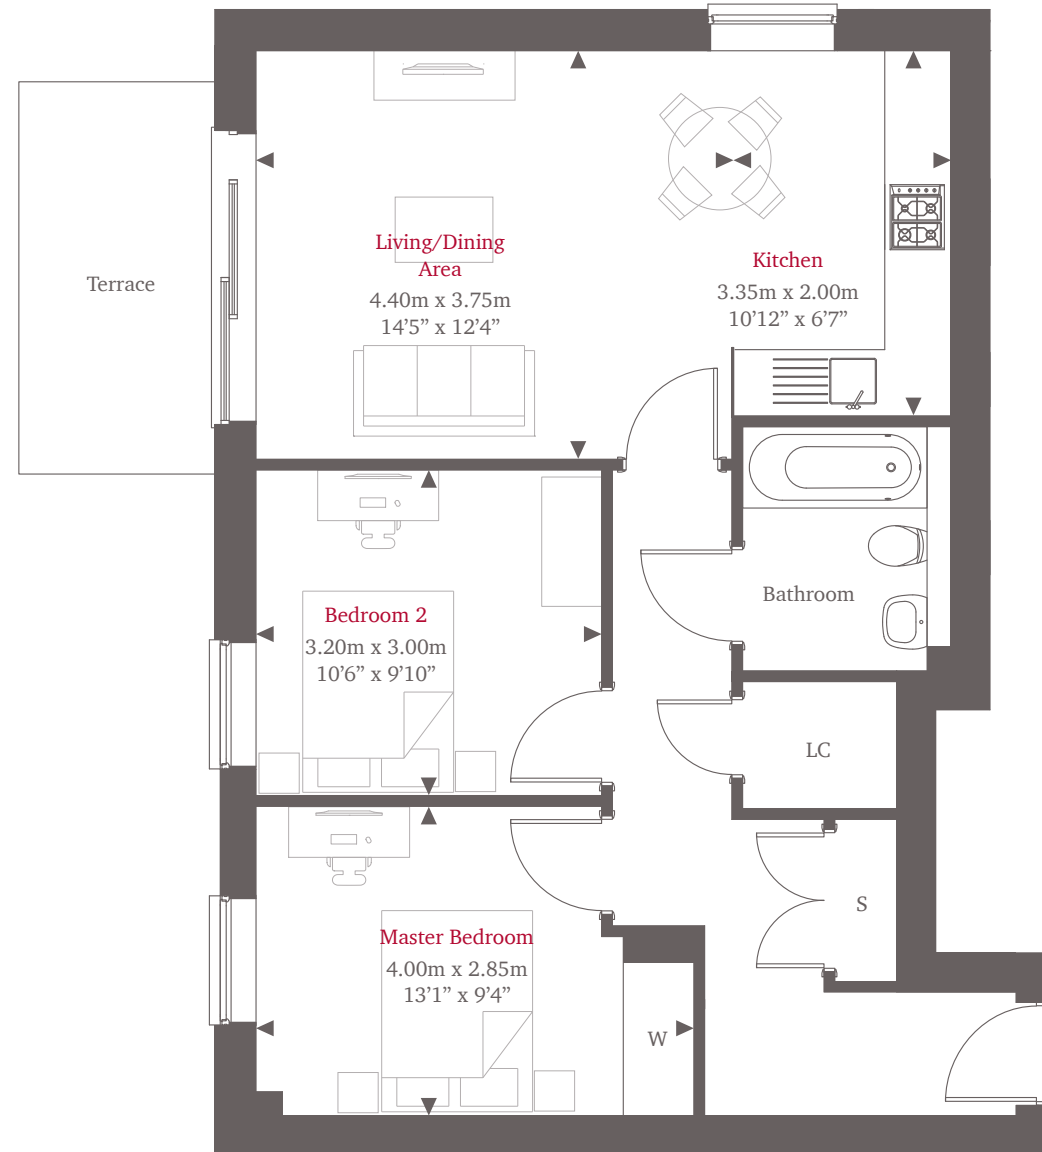 Terrace
Living/Dining
Area
4.40m x 3.75m
14’5” x 12’4”
Kitchen
3.35m x 2.00m
10’12” x 6’7”
Bedroom 2
3.20m x 3.00m
10’6” x 9’10”
Bathroom
LC
S
Master Bedroom
4.00m x 2.85m
13’1” x 9’4”
W